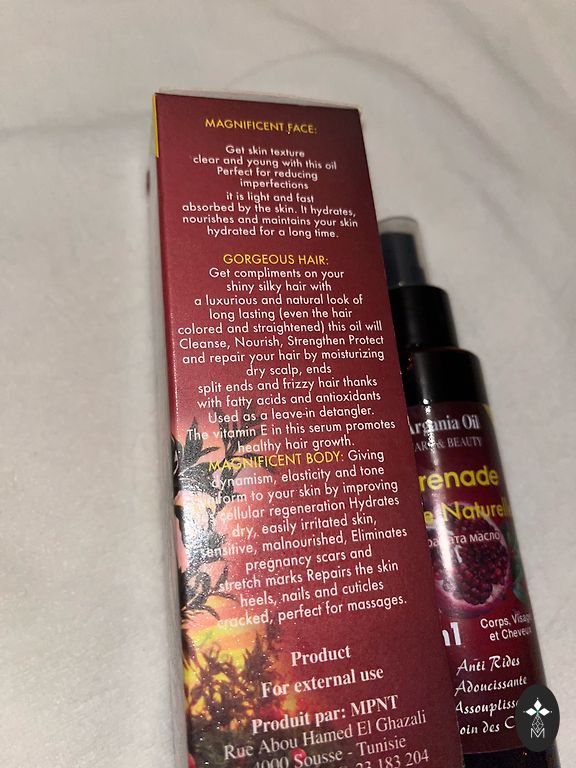 MAGNIFICENT FACE:
Get skin texture
clear and young with this oil
Perfect for reducing
imperfections
it is light and fast
absorbed by the skin. It hydrates,
nourishes and maintains your skin
hydrated for a long time.
GORGEOUS HAIR:
Get compliments on your
shiny silky hair with
a luxurious and natural look of
long lasting (even the hair
colored and straightened) this oil will
Cleanse, Nourish, Strengthen Protect
and repair your hair by moisturizing
dry scalp, ends
split ends and frizzy hair thanks
with fatty acids and antioxidants
Used as a leave-in detangler.
The vitamin E in this serum promotes
healthy hair growth.
MAGNIFICENT BODY: Giving
dynamism, elasticity and tone
to your skin by improving
cellular regeneration Hydrates
dry, easily irritated skin,
sensitive, malnourished, Eliminates
pregnancy scars and
stretch marks Repairs the skin
heels, nails and cuticles
cracked, perfect for massages.
Product
For external use
Produit par: MPNT
Rue Abou Hamed El Ghazali
4000 Sousse - Tunisie
23 183 204
Argania Oil
& BEAUTY
renade
Naturelle
масло
Corps, Visage
et Cheveux
Anti Rides
Adoucissante
M